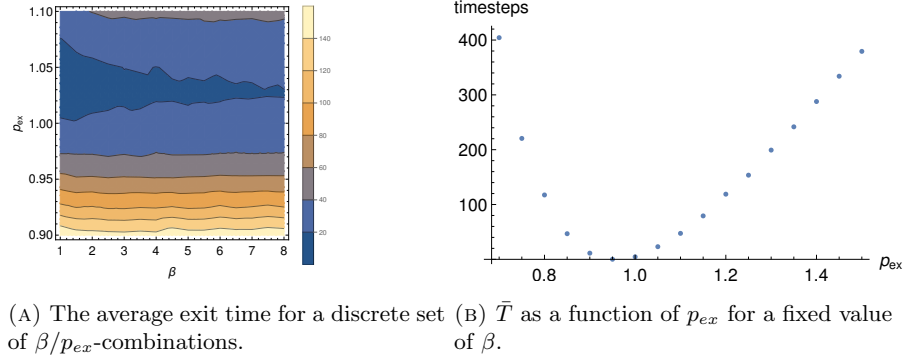 timesteps
1.10
1.05
1.00
0.95
0.90
p_ex
1 2 3 4 5 6 7 8
β
140
120
100
80
60
40
20
400
300
200
100
0.8 1.0 1.2 1.4
p_ex
(A) The average exit time for a discrete set
of β/p_ex-combinations.
(B) T̄ as a function of p_ex for a fixed value
of β.